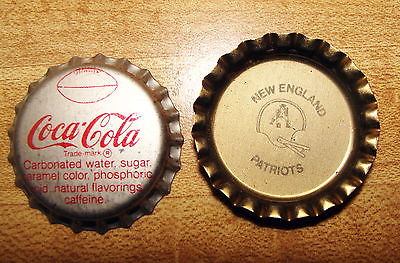 Coca-Cola
Trade-mark ®
Carbonated water, sugar,
caramel color, phosphoric
acid, natural flavorings,
caffeine.
NEW ENGLAND
PATRIOTS